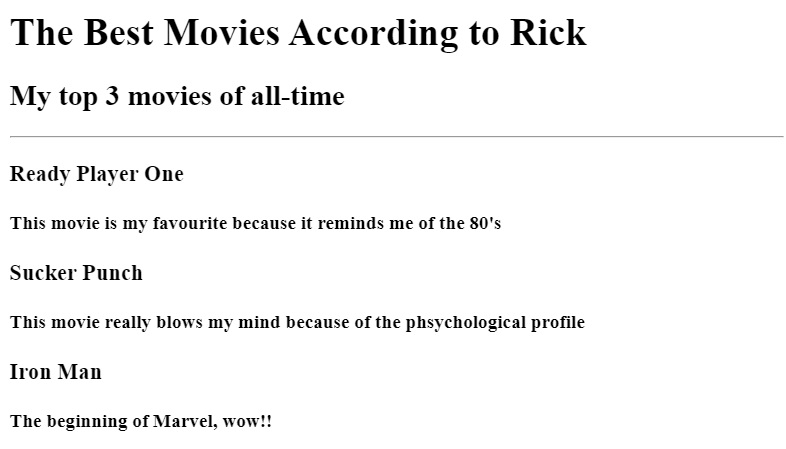 The Best Movies According to Rick
My top 3 movies of all-time
Ready Player One
This movie is my favourite because it reminds me of the 80's
Sucker Punch
This movie really blows my mind because of the phsychological profile
Iron Man
The beginning of Marvel, wow!!